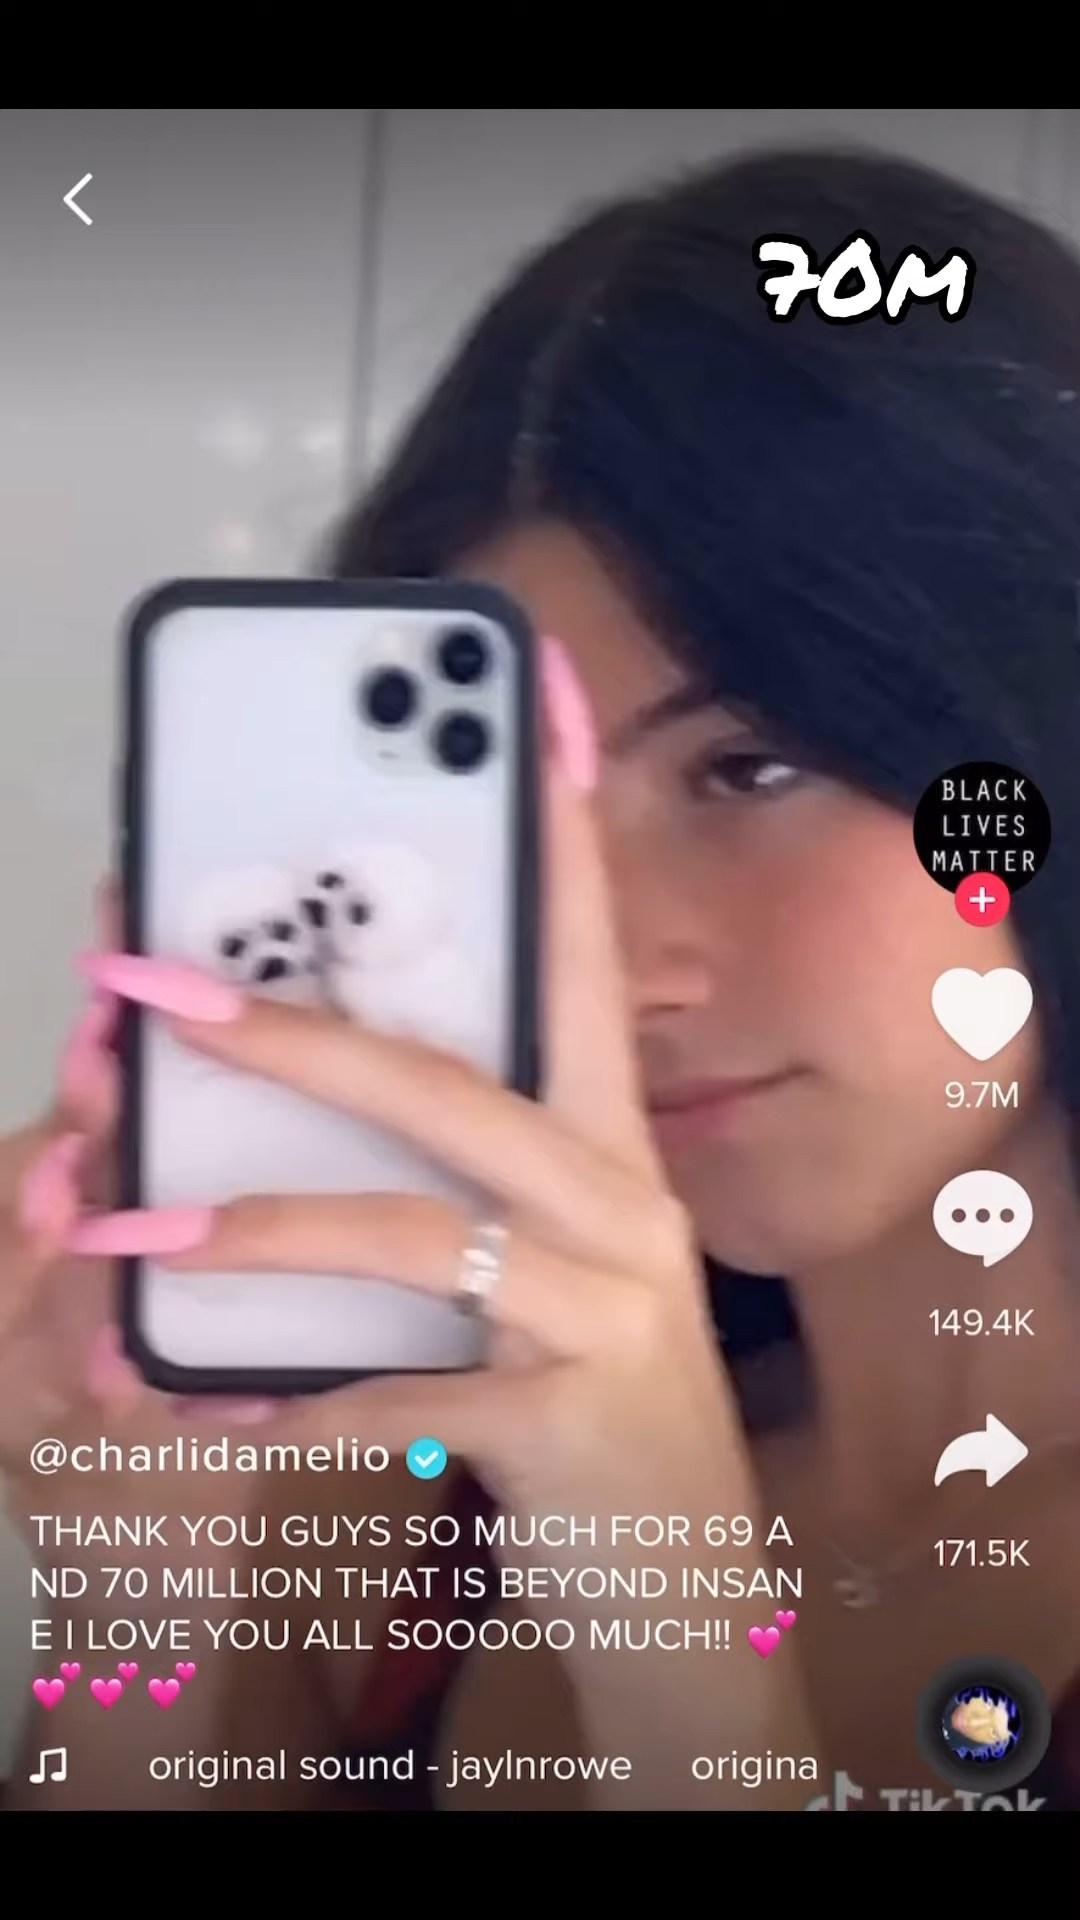 70M
BLACK
LIVES
MATTER
9.7M
149.4K
171.5K
@charlidamelio
THANK YOU GUYS SO MUCH FOR 69 A
ND 70 MILLION THAT IS BEYOND INSAN
E I LOVE YOU ALL SOOOOO MUCH!! 💕
💕 💕 💕
original sound - jaylnrowe origina
TikTok